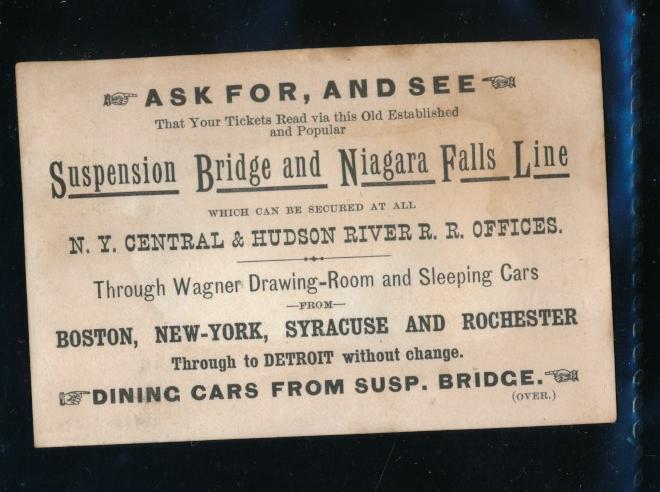 ASK FOR, AND SEE
That Your Tickets Read via this Old Established
and Popular
Suspension Bridge and Niagara Falls Line
WHICH CAN BE SECURED AT ALL
N. Y. CENTRAL & HUDSON RIVER R. R. OFFICES.
Through Wagner Drawing-Room and Sleeping Cars
—FROM—
BOSTON, NEW-YORK, SYRACUSE AND ROCHESTER
Through to DETROIT without change.
DINING CARS FROM SUSP. BRIDGE.
(OVER.)